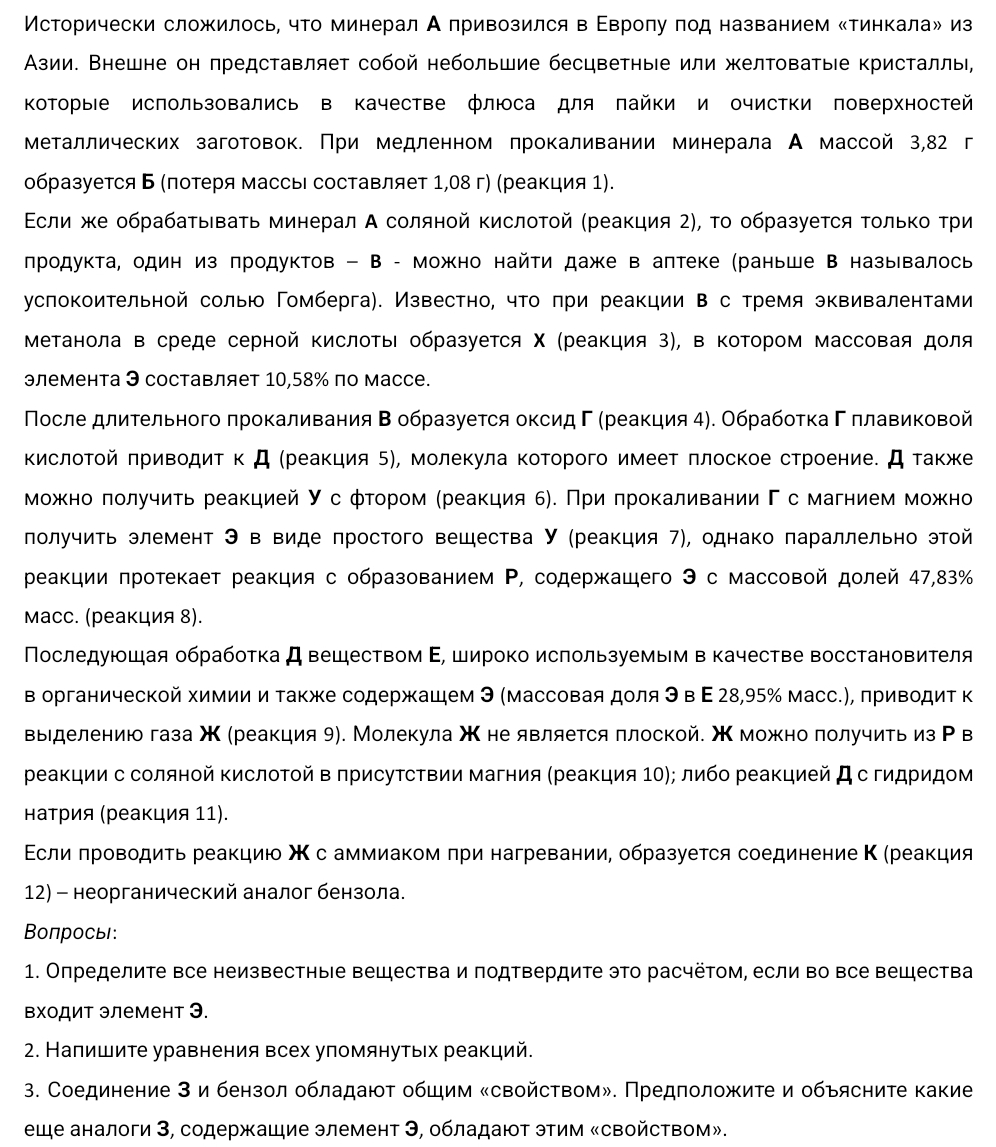 Исторически сложилось, что минерал А привозился в Европу под названием «тинкала» из
Азии. Внешне он представляет собой небольшие бесцветные или желтоватые кристаллы,
которые использовались в качестве флюса для пайки и очистки поверхностей
металлических заготовок. При медленном прокаливании минерала А массой 3,82 г
образуется Б (потеря массы составляет 1,08 г) (реакция 1).
Если же обрабатывать минерал А соляной кислотой (реакция 2), то образуется только три
продукта, один из продуктов – В - можно найти даже в аптеке (раньше В называлось
успокоительной солью Гомберга). Известно, что при реакции В с тремя эквивалентами
метанола в среде серной кислоты образуется Х (реакция 3), в котором массовая доля
элемента Э составляет 10,58% по массе.
После длительного прокаливания В образуется оксид Г (реакция 4). Обработка Г плавиковой
кислотой приводит к Д (реакция 5), молекула которого имеет плоское строение. Д также
можно получить реакцией У с фтором (реакция 6). При прокаливании Г с магнием можно
получить элемент Э в виде простого вещества У (реакция 7), однако параллельно этой
реакции протекает реакция с образованием Р, содержащего Э с массовой долей 47,83%
масс. (реакция 8).
Последующая обработка Д веществом Е, широко используемым в качестве восстановителя
в органической химии и также содержащем Э (массовая доля Э в Е 28,95% масс.), приводит к
выделению газа Ж (реакция 9). Молекула Ж не является плоской. Ж можно получить из Р в
реакции с соляной кислотой в присутствии магния (реакция 10); либо реакцией Д с гидридом
натрия (реакция 11).
Если проводить реакцию Ж с аммиаком при нагревании, образуется соединение К (реакция
12) – неорганический аналог бензола.
Вопросы:
1. Определите все неизвестные вещества и подтвердите это расчётом, если во все вещества
входит элемент Э.
2. Напишите уравнения всех упомянутых реакций.
3. Соединение З и бензол обладают общим «свойством». Предположите и объясните какие
еще аналоги З, содержащие элемент Э, обладают этим «свойством».